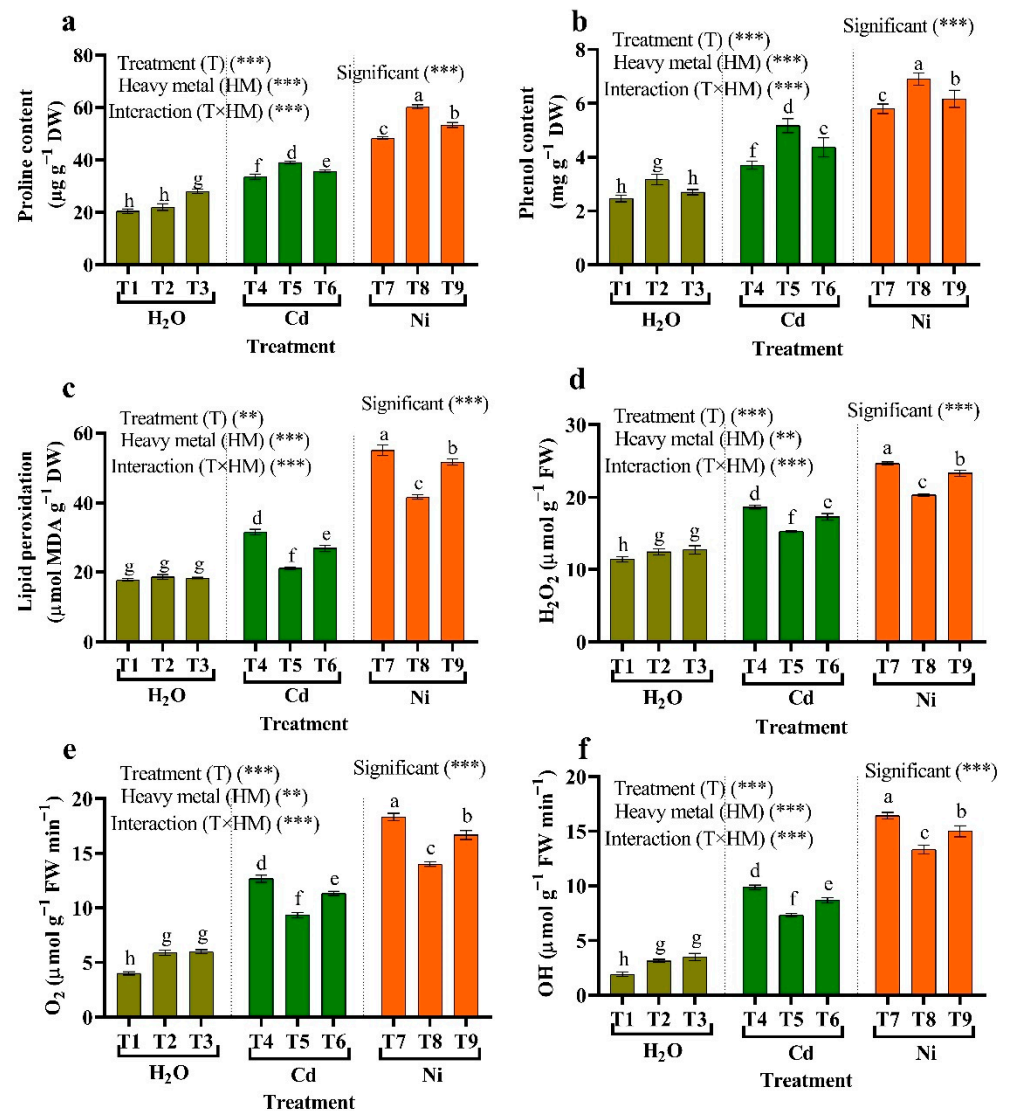 a
Treatment (T) (***)
Heavy metal (HM) (***)
Interaction (T×HM) (***)
Significant (***)
Proline content
(µg g⁻¹ DW)
80
60
40
20
0
h h g f d e c a b
T1 T2 T3 T4 T5 T6 T7 T8 T9
H₂O Cd Ni
Treatment
b
Treatment (T) (***)
Heavy metal (HM) (***)
Interaction (T×HM) (***)
Significant (***)
Phenol content
(mg g⁻¹ DW)
8
6
4
2
0
h g h f d e c a b
T1 T2 T3 T4 T5 T6 T7 T8 T9
H₂O Cd Ni
Treatment
c
Treatment (T) (**)
Heavy metal (HM) (***)
Interaction (T×HM) (***)
Significant (***)
Lipid peroxidation
(µmol MDA g⁻¹ DW)
60
40
20
0
g g g d f e a c b
T1 T2 T3 T4 T5 T6 T7 T8 T9
H₂O Cd Ni
Treatment
d
Treatment (T) (***)
Heavy metal (HM) (**)
Interaction (T×HM) (***)
Significant (***)
H₂O₂ (µmol g⁻¹ FW)
30
20
10
0
h g g d f e a c b
T1 T2 T3 T4 T5 T6 T7 T8 T9
H₂O Cd Ni
Treatment
e
Treatment (T) (***)
Heavy metal (HM) (**)
Interaction (T×HM) (***)
Significant (***)
O₂ (µmol g⁻¹ FW min⁻¹)
20
15
10
5
0
h g g d f e a c b
T1 T2 T3 T4 T5 T6 T7 T8 T9
H₂O Cd Ni
Treatment
f
Treatment (T) (***)
Heavy metal (HM) (***)
Interaction (T×HM) (***)
Significant (***)
OH (µmol g⁻¹ FW min⁻¹)
20
15
10
5
0
h g g d f e a c b
T1 T2 T3 T4 T5 T6 T7 T8 T9
H₂O Cd Ni
Treatment